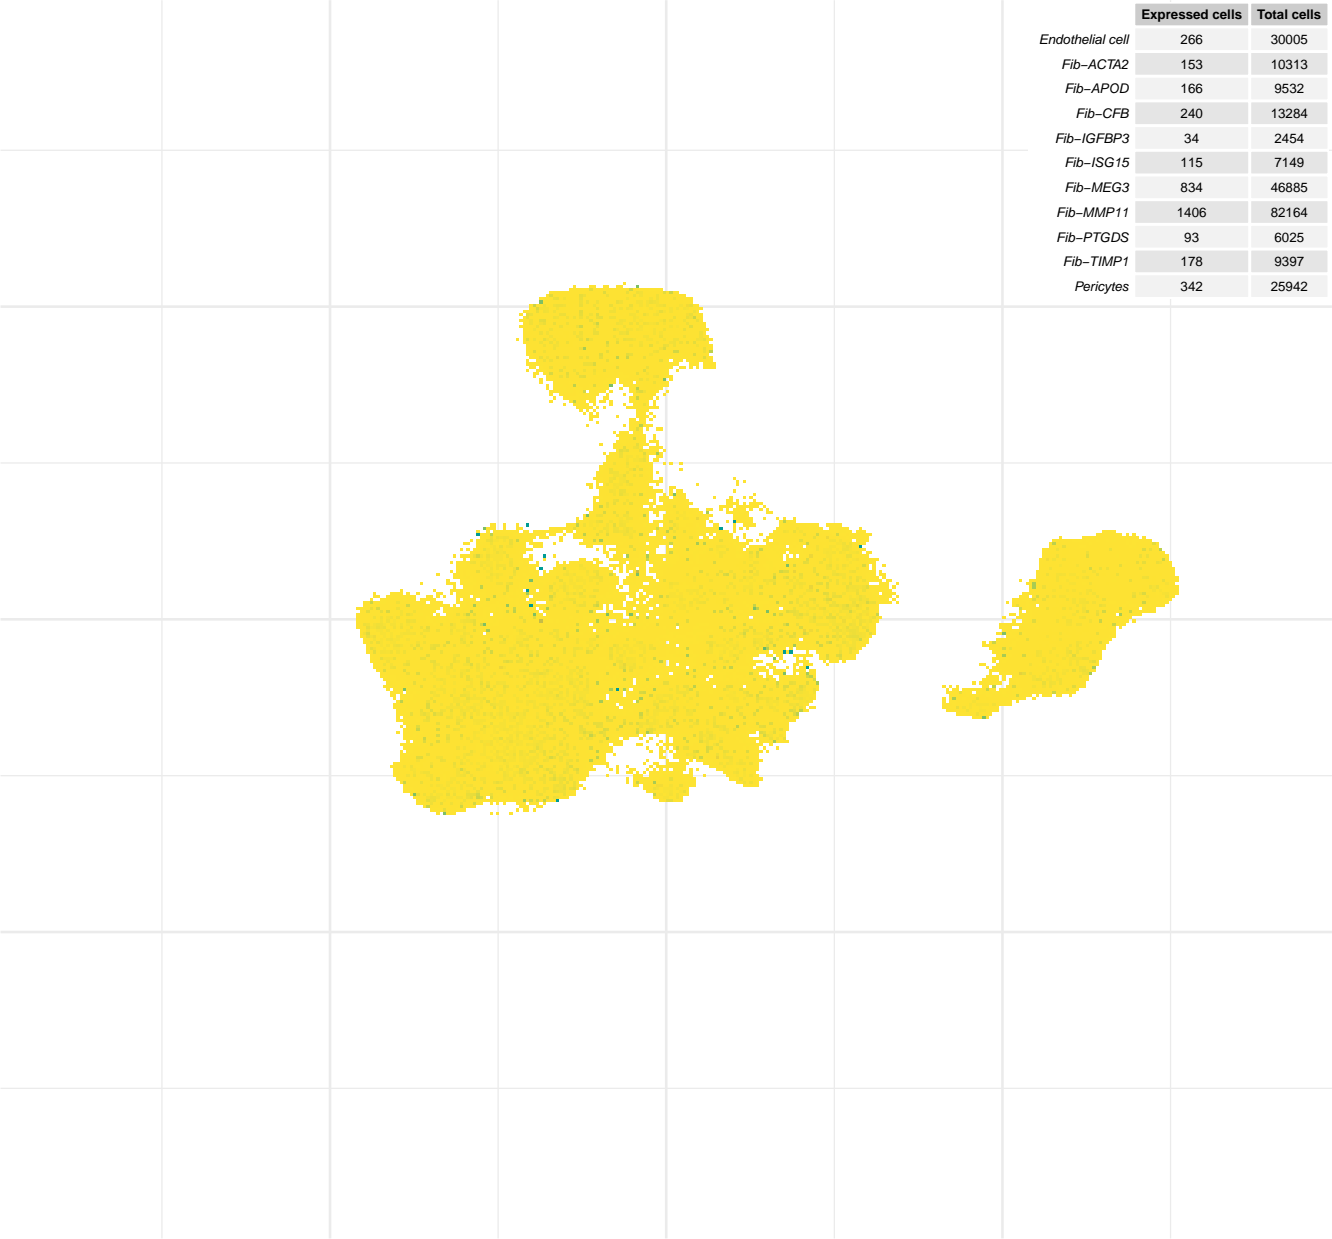 Expressed cells Total cells
Endothelial cell 266 30005
Fib−ACTA2 153 10313
Fib−APOD 166 9532
Fib−CFB 240 13284
Fib−IGFBP3 34 2454
Fib−ISG15 115 7149
Fib−MEG3 834 46885
Fib−MMP11 1406 82164
Fib−PTGDS 93 6025
Fib−TIMP1 178 9397
Pericytes 342 25942